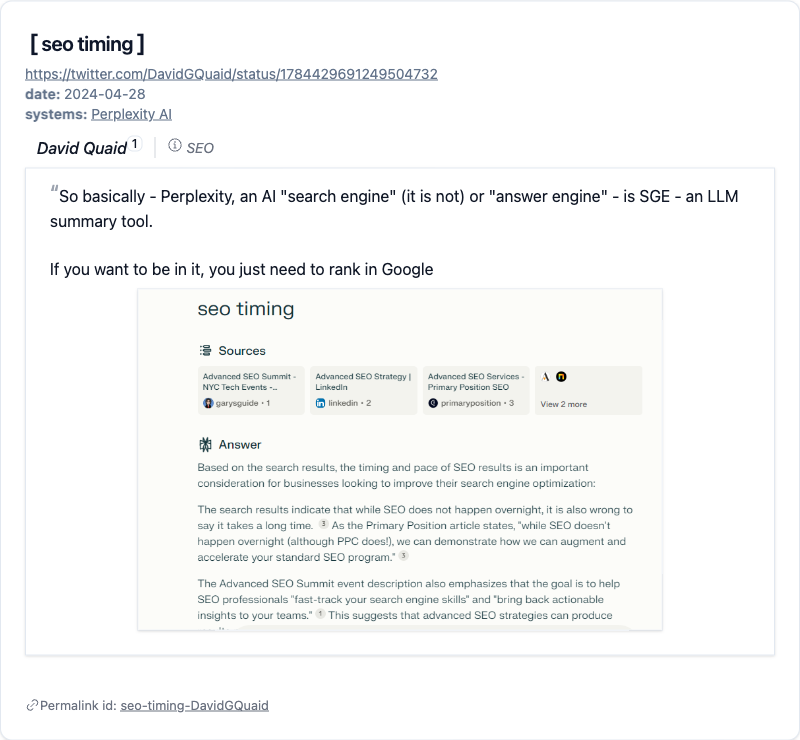 [ seo timing ]
https://twitter.com/DavidGQuaid/status/1784429691249504732
date: 2024-04-28
systems: Perplexity AI
David Quaid 1 SEO
“So basically - Perplexity, an AI "search engine" (it is not) or "answer engine" - is SGE - an LLM
summary tool.
If you want to be in it, you just need to rank in Google
seo timing
Sources
Advanced SEO Summit -
NYC Tech Events -...
garysguide • 1
Advanced SEO Strategy |
LinkedIn
linkedin • 2
Advanced SEO Services -
Primary Position SEO
primaryposition • 3
View 2 more
Answer
Based on the search results, the timing and pace of SEO results is an important
consideration for businesses looking to improve their search engine optimization:
The search results indicate that while SEO does not happen overnight, it is also wrong to
say it takes a long time. 3 As the Primary Position article states, "while SEO doesn't
happen overnight (although PPC does!), we can demonstrate how we can augment and
accelerate your standard SEO program." 3
The Advanced SEO Summit event description also emphasizes that the goal is to help
SEO professionals "fast-track your search engine skills" and "bring back actionable
insights to your teams." 1 This suggests that advanced SEO strategies can produce
Permalink id: seo-timing-DavidGQuaid